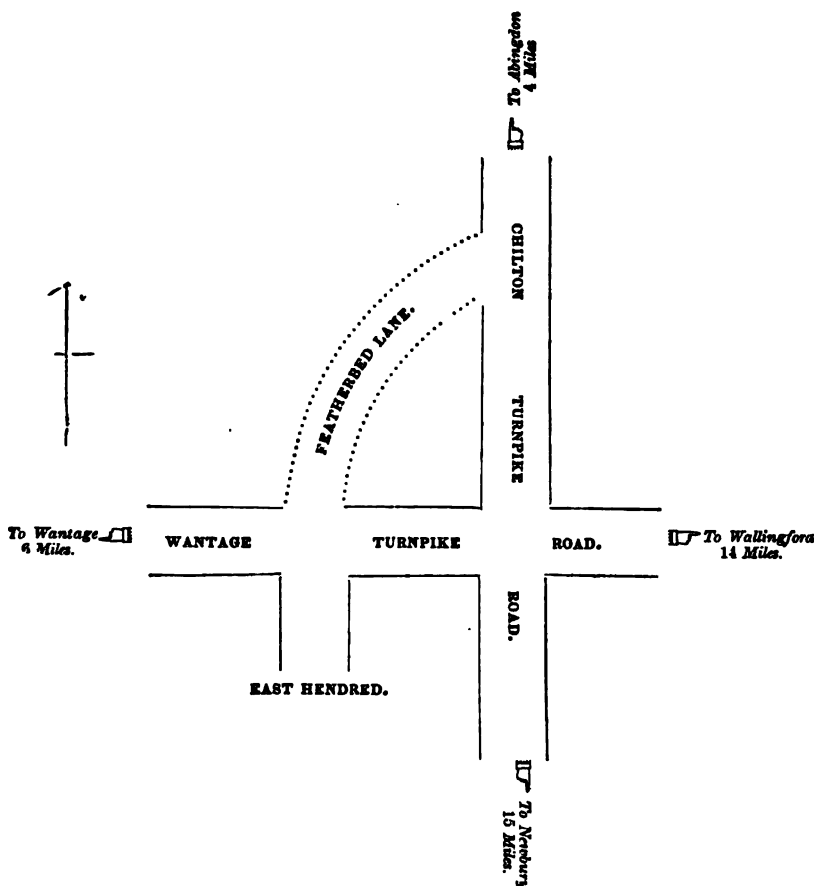 To Abingdon
4 Miles
CHILTON
TURNPIKE
ROAD.
FEATHERBED LANE.
To Wantage
6 Miles.
WANTAGE
TURNPIKE
ROAD.
To Wallingford
14 Miles.
EAST HENDRED.
To Newbury
15 Miles.